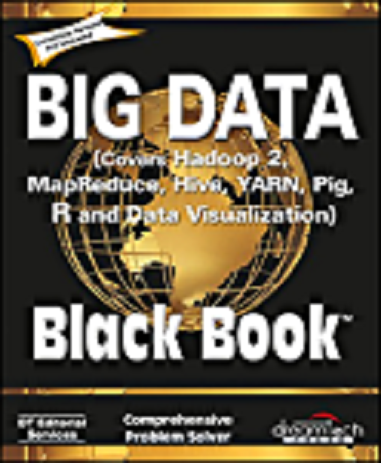 BIG DATA
(Covers Hadoop 2,
MapReduce, Hive, YARN, Pig,
R and Data Visualization)
Black Book™
DT Editorial
Services
Comprehensive
Problem Solver
dreamtech
PRESS